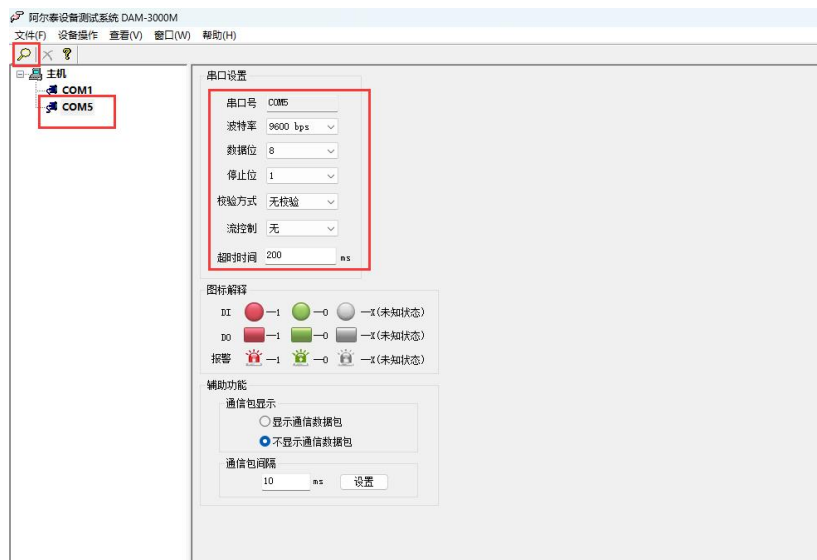 阿尔泰设备测试系统 DAM-3000M
文件(F) 设备操作 查看(V) 窗口(W) 帮助(H)
主机
COM1
COM5
串口设置
串口号 COM5
波特率 9600 bps
数据位 8
停止位 1
校验方式 无校验
流控制 无
超时时间 200 ms
图标解释
DI —1 —0 —X(未知状态)
DO —1 —0 —X(未知状态)
报警 —1 —0 —X(未知状态)
辅助功能
通信包显示
显示通信数据包
不显示通信数据包
通信包间隔
10 ms 设置